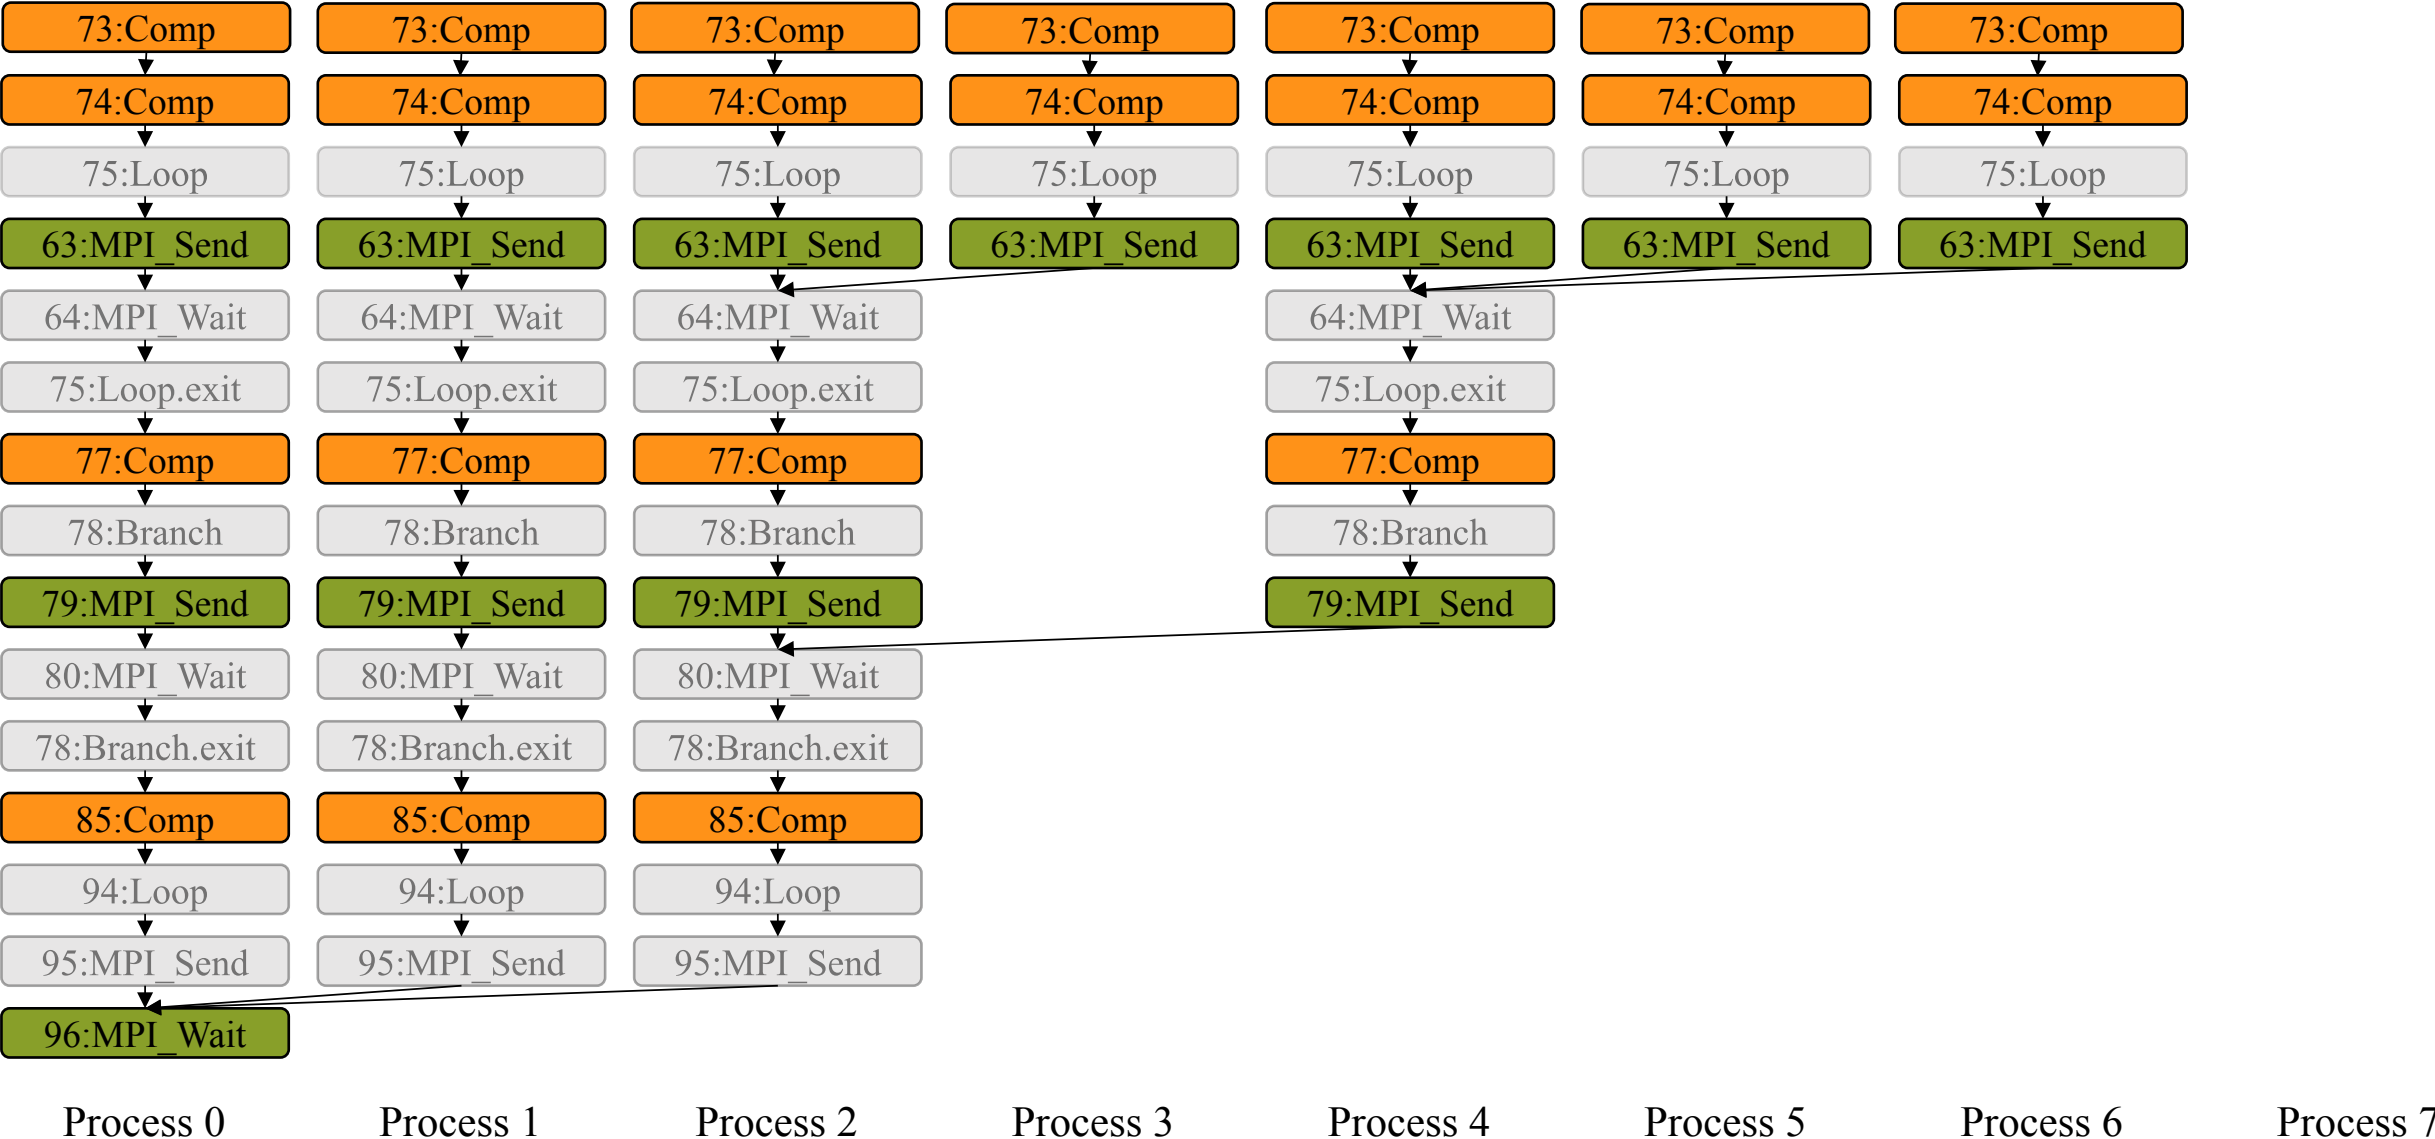 73:Comp 73:Comp 73:Comp 73:Comp 73:Comp 73:Comp 73:Comp
74:Comp 74:Comp 74:Comp 74:Comp 74:Comp 74:Comp 74:Comp
75:Loop 75:Loop 75:Loop 75:Loop 75:Loop 75:Loop 75:Loop
63:MPI_Send 63:MPI_Send 63:MPI_Send 63:MPI_Send 63:MPI_Send 63:MPI_Send 63:MPI_Send
64:MPI_Wait 64:MPI_Wait 64:MPI_Wait 64:MPI_Wait
75:Loop.exit 75:Loop.exit 75:Loop.exit 75:Loop.exit
77:Comp 77:Comp 77:Comp 77:Comp
78:Branch 78:Branch 78:Branch 78:Branch
79:MPI_Send 79:MPI_Send 79:MPI_Send 79:MPI_Send
80:MPI_Wait 80:MPI_Wait 80:MPI_Wait
78:Branch.exit 78:Branch.exit 78:Branch.exit
85:Comp 85:Comp 85:Comp
94:Loop 94:Loop 94:Loop
95:MPI_Send 95:MPI_Send 95:MPI_Send
96:MPI_Wait
Process 0 Process 1 Process 2 Process 3 Process 4 Process 5 Process 6 Process 7